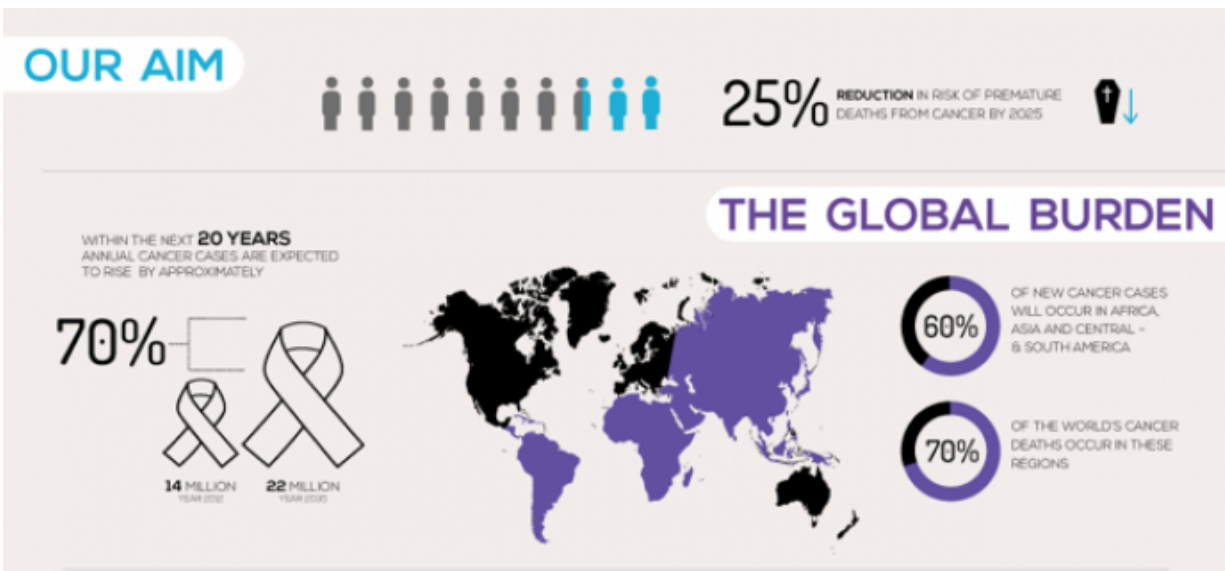 OUR AIM
25% REDUCTION IN RISK OF PREMATURE
DEATHS FROM CANCER BY 2025
THE GLOBAL BURDEN
WITHIN THE NEXT 20 YEARS
ANNUAL CANCER CASES ARE EXPECTED
TO RISE BY APPROXIMATELY
70%
14 MILLION
YEAR 2012
22 MILLION
YEAR
60%
OF NEW CANCER CASES
WILL OCCUR IN AFRICA,
ASIA AND CENTRAL -
& SOUTH AMERICA
70%
OF THE WORLD'S CANCER
DEATHS OCCUR IN THESE
REGIONS